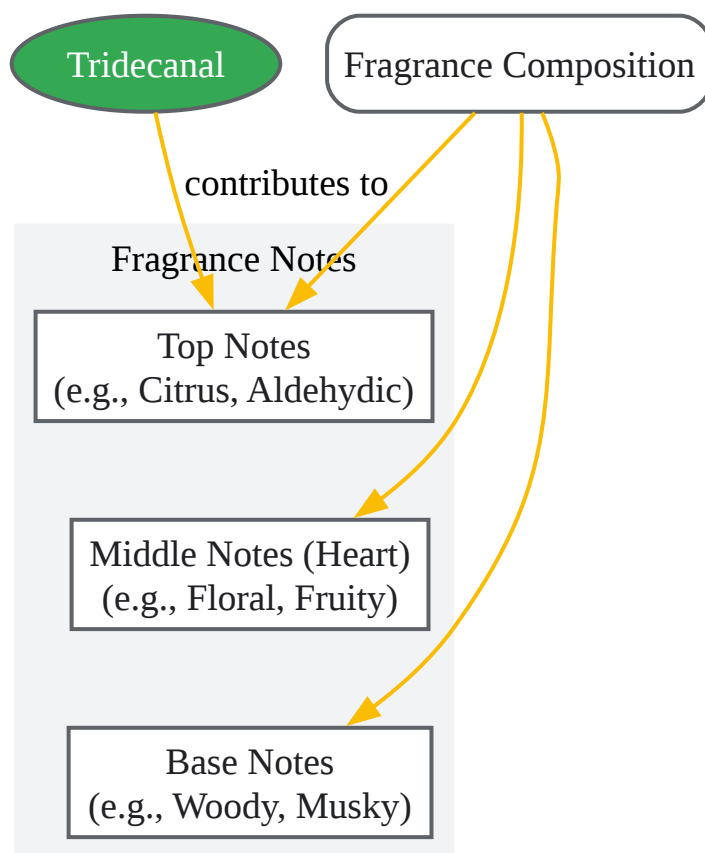 Tridecanal
Fragrance Composition
contributes to
Fragrance Notes
Top Notes
(e.g., Citrus, Aldehydic)
Middle Notes (Heart)
(e.g., Floral, Fruity)
Base Notes
(e.g., Woody, Musky)